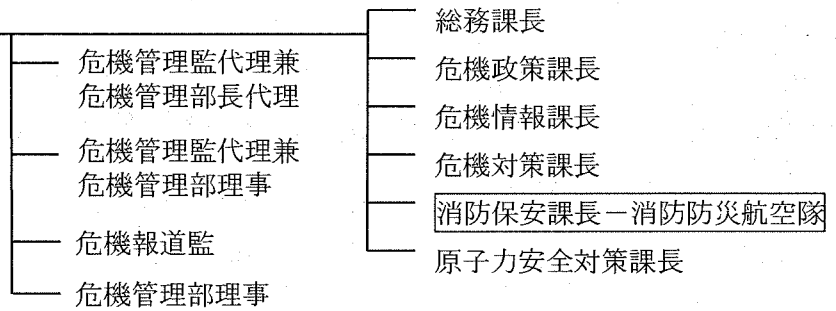 危機管理監代理兼
危機管理部長代理
危機管理監代理兼
危機管理部理事
危機報道監
危機管理部理事
総務課長
危機政策課長
危機情報課長
危機対策課長
消防保安課長－消防防災航空隊
原子力安全対策課長